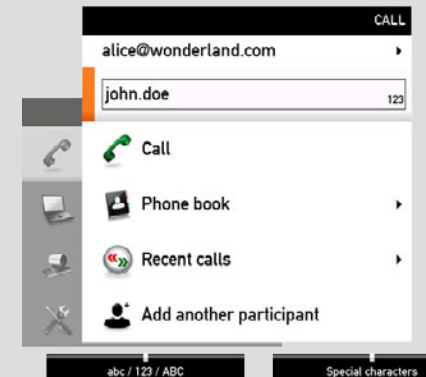 CALL
alice@wonderland.com
john.doe
123
Call
Phone book
Recent calls
Add another participant
abc / 123 / ABC
Special characters